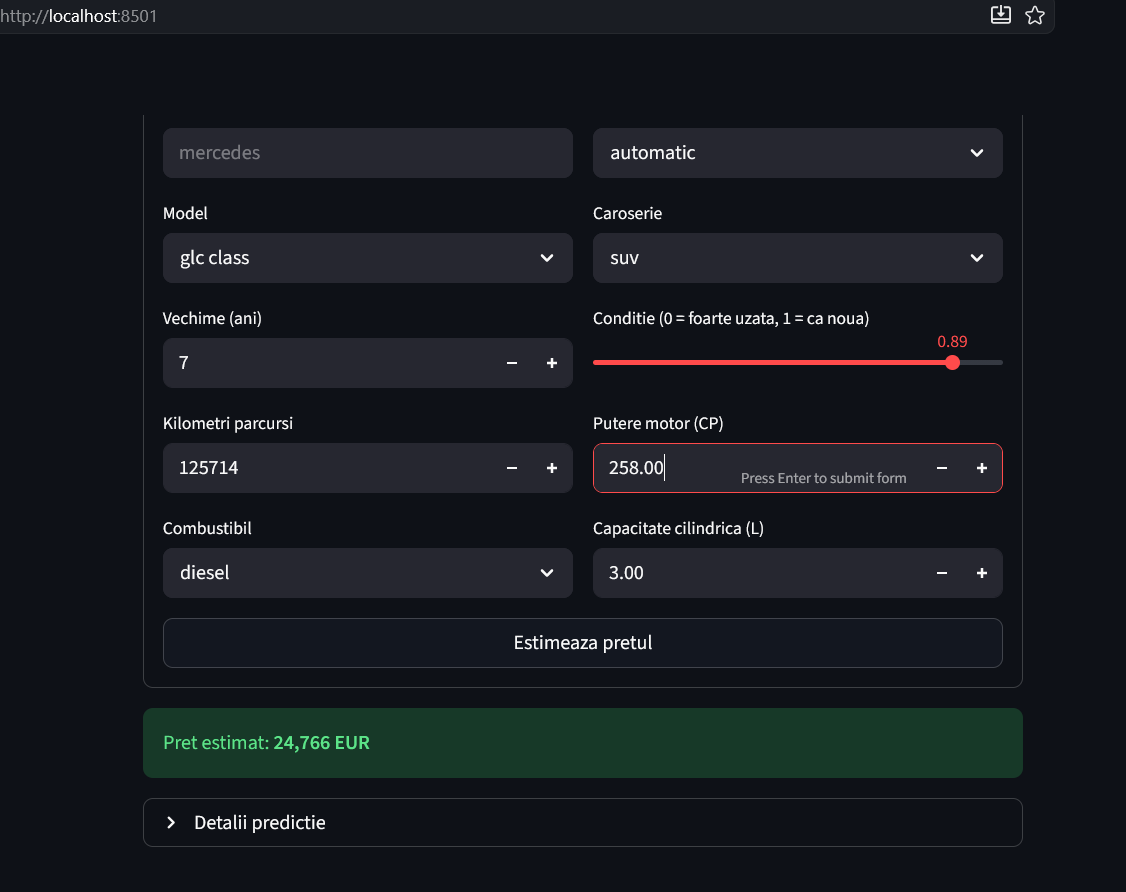 http://localhost:8501
mercedes
automatic
Model
Caroserie
glc class
suv
Vechime (ani)
Conditie (0 = foarte uzata, 1 = ca noua)
0.89
7
Kilometri parcursi
Putere motor (CP)
125714
258.00
Press Enter to submit form
Combustibil
Capacitate cilindrica (L)
diesel
3.00
Estimeaza pretul
Pret estimat: 24,766 EUR
Detalii predictie